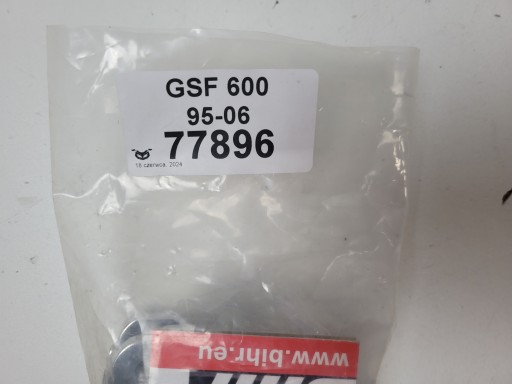 GSF 600
95-06
77896
18 czerwca, 2024
www.bihr.eu